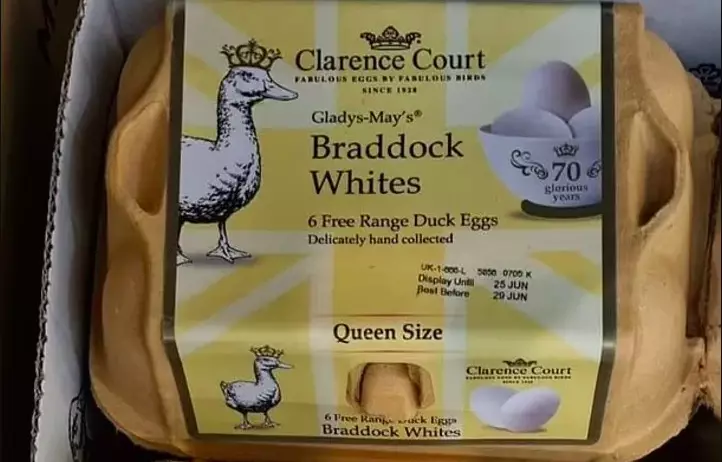 Clarence Court
FABULOUS EGGS BY FABULOUS BIRDS
SINCE 1928
Gladys-May's®
Braddock
Whites
70
glorious
years
6 Free Range Duck Eggs
Delicately hand collected
Display Until 25 JUN
Best Before 29 JUN
Queen Size
Clarence Court
6 Free Range Duck Eggs
Braddock Whites